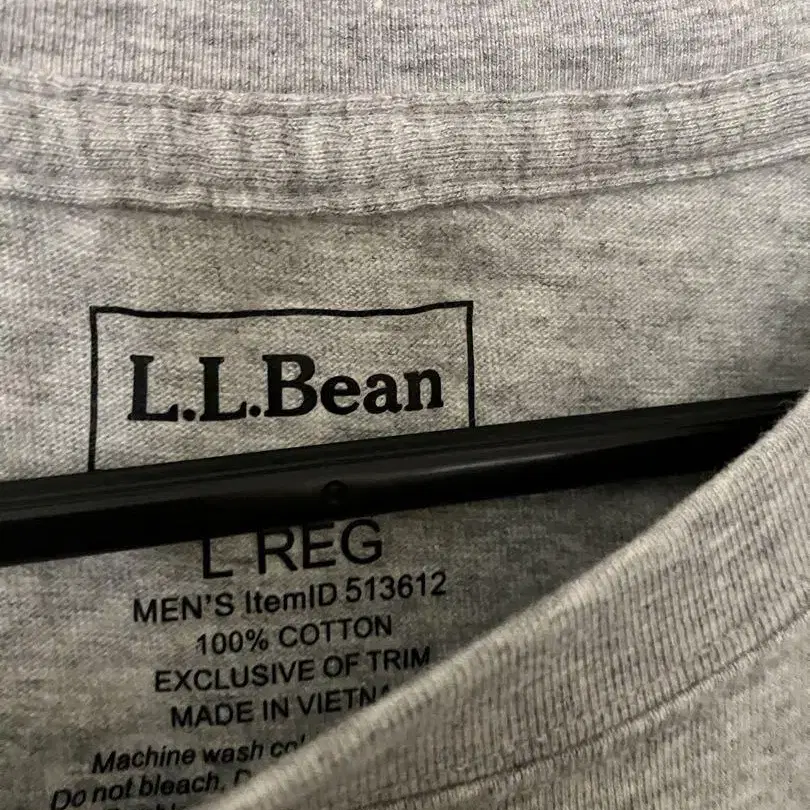 L.L.Bean
L REG
MEN'S ItemID 513612
100% COTTON
EXCLUSIVE OF TRIM
MADE IN
Machine wash
Do not bleach.